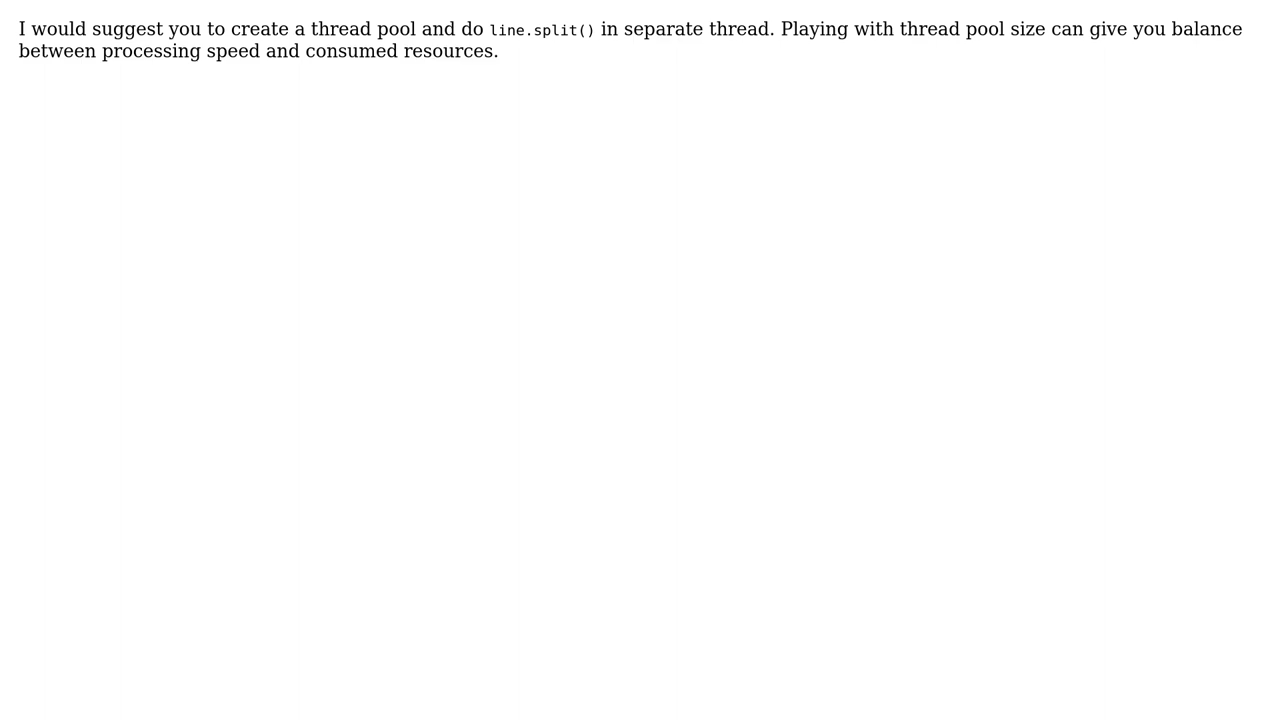 I would suggest you to create a thread pool and do line.split() in separate thread. Playing with thread pool size can give you balance
between processing speed and consumed resources.